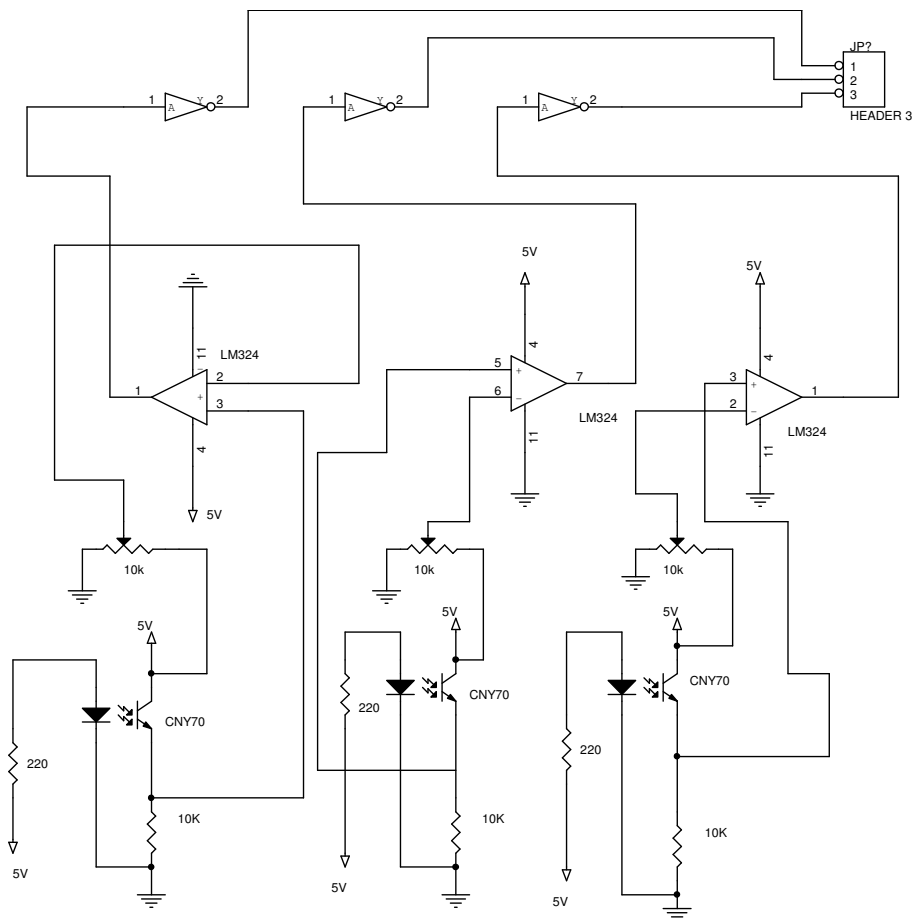 JP?
1 A Y 2
1 A Y 2
1 A Y 2
1
2
3
HEADER 3
5V
5V
11
LM324
4
4
1
2
3
+
-
4
5V
5
+
6
-
7
11
LM324
3
+
2
-
1
11
LM324
10k
10k
10k
5V
5V
5V
CNY70
CNY70
CNY70
220
220
220
10K
10K
10K
5V
5V
5V